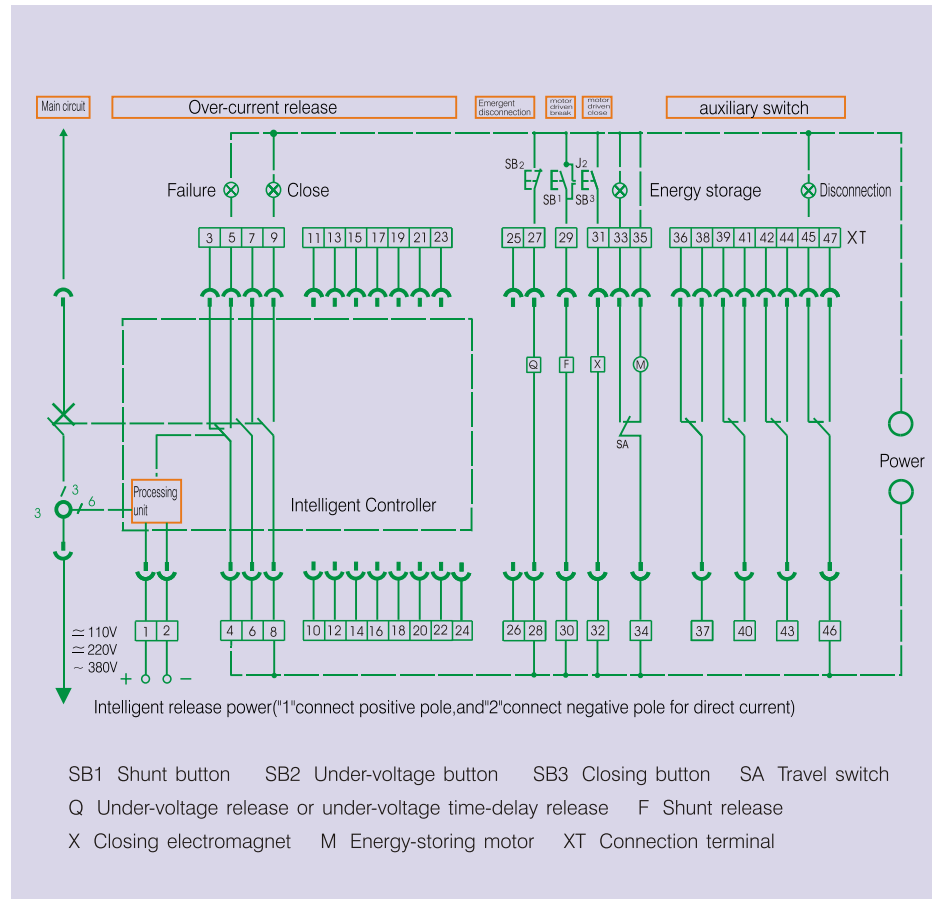 Main circuit
Over-current release
Emergent
disconnection
motor
driven
break
motor
driven
close
auxiliary switch
Failure
Close
SB2
SB1
J2
SB3
Energy storage
Disconnection
3 5 7 9
11 13 15 17 19 21 23
25 27
29
31 33 35
36 38 39 41 42 44 45 47
XT
Q
F
X
M
SA
Power
3
3
6
Processing
unit
Intelligent Controller
1 2
4 6 8
10 12 14 16 18 20 22 24
26 28
30
32
34
37
40
43
46
≃ 110V
≃ 220V
~ 380V
+
−
Intelligent release power("1"connect positive pole,and"2"connect negative pole for direct current)
SB1 Shunt button SB2 Under-voltage button SB3 Closing button SA Travel switch
Q Under-voltage release or under-voltage time-delay release F Shunt release
X Closing electromagnet M Energy-storing motor XT Connection terminal